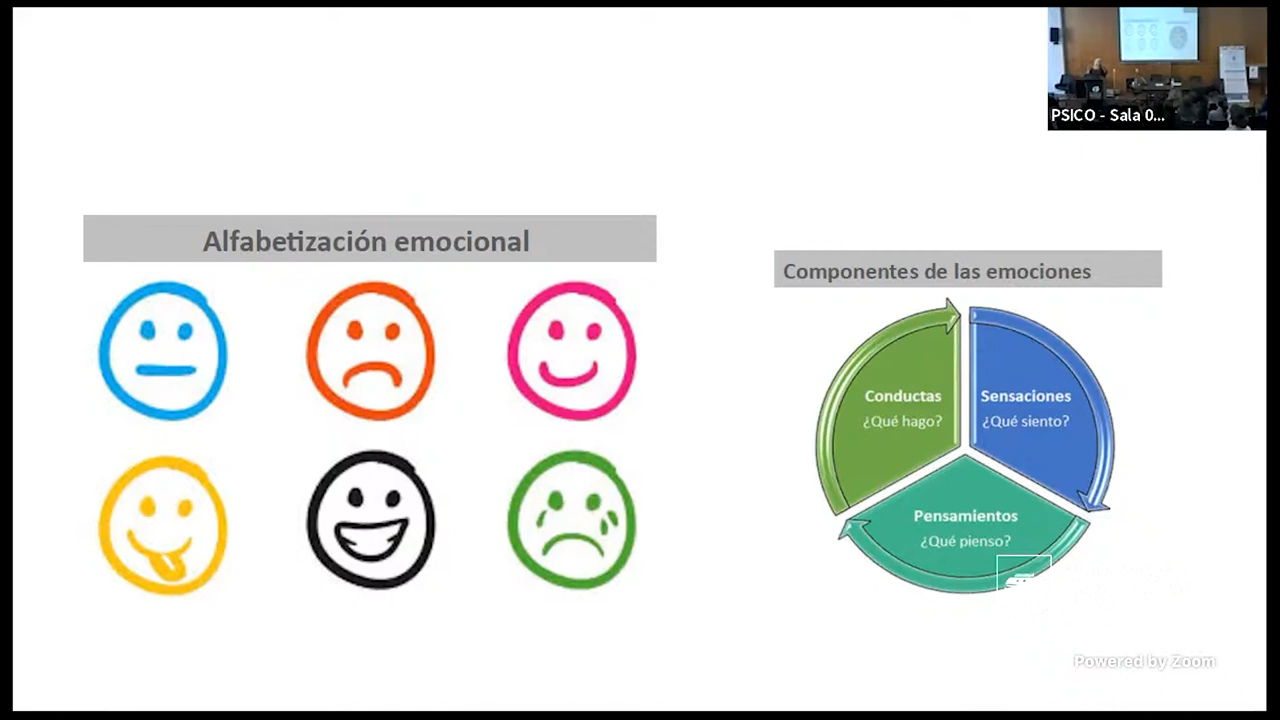 PSICO - Sala 0...
Alfabetización emocional
Componentes de las emociones
Conductas
¿Qué hago?
Sensaciones
¿Qué siento?
Pensamientos
¿Qué pienso?
Powered by Zoom